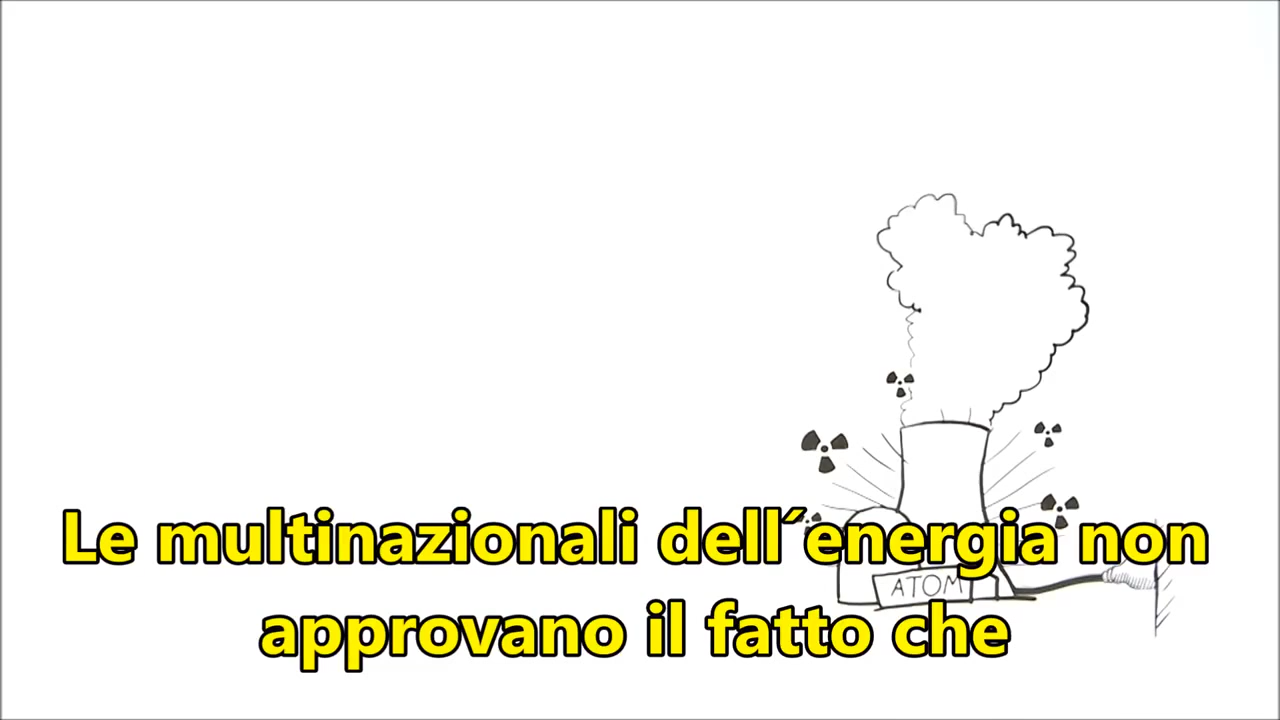 Le multinazionali dell´energia non
approvano il fatto che
ATOM